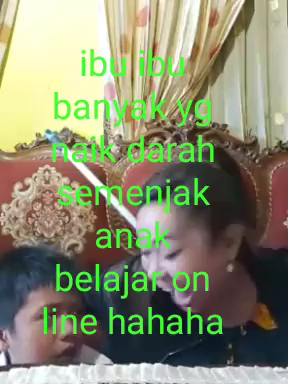 ibu ibu
banyak yg
naik darah
semenjak
anak
belajar on
line hahaha